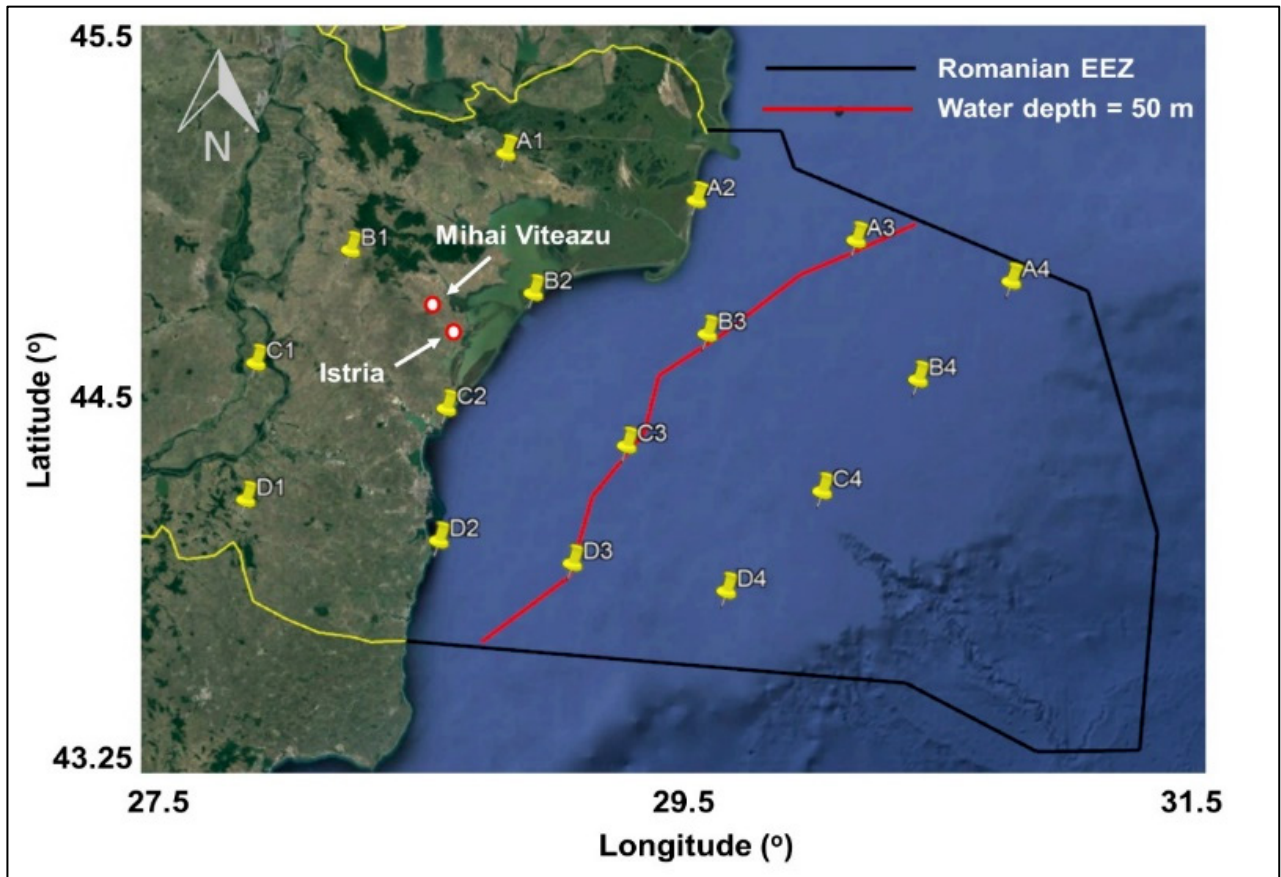 45.5
Romanian EEZ
Water depth = 50 m
N
A1
A2
B1
Mihai Viteazu
A3
A4
B2
B3
C1
Istria
B4
44.5
C2
C3
D1
C4
D2
D3
D4
43.25
27.5
29.5
31.5
Longitude (º)
Latitude (º)